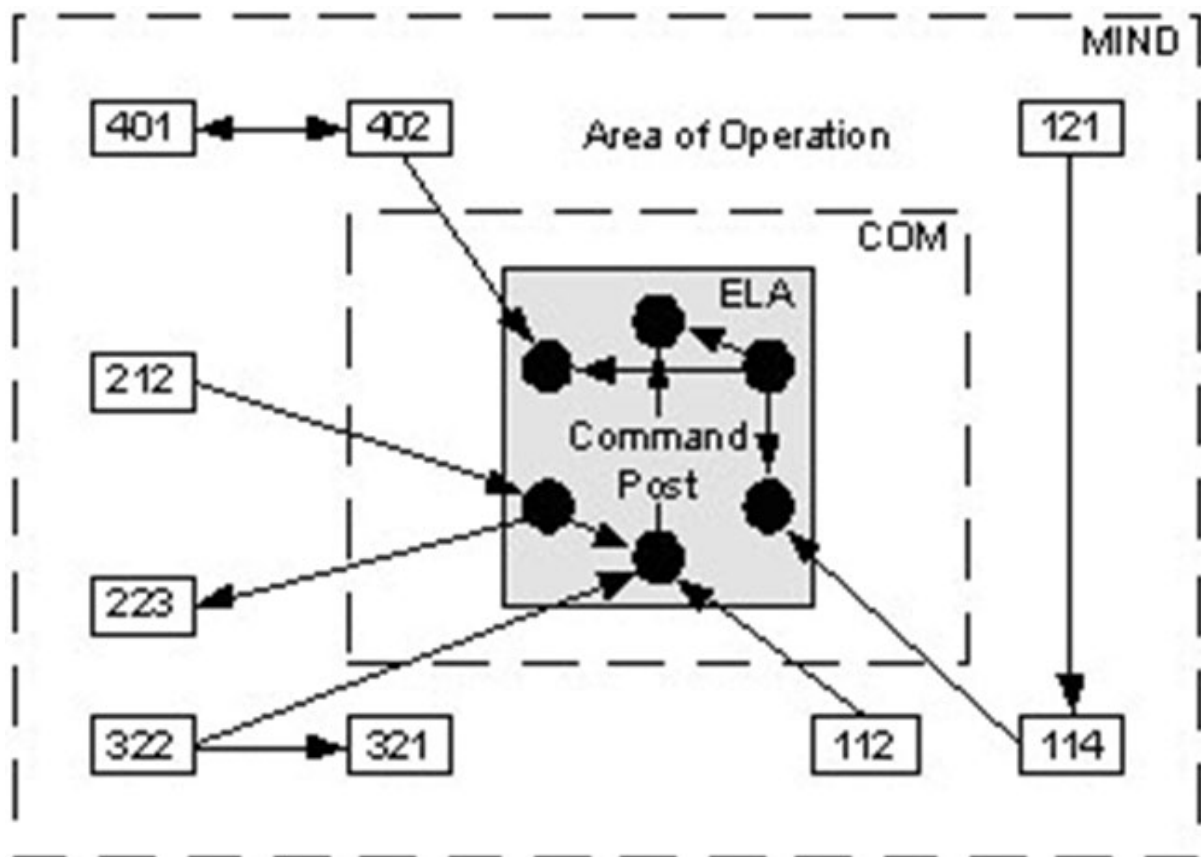 MIND
401
402
Area of Operation
121
COM
ELA
212
Command
Post
223
322
321
112
114